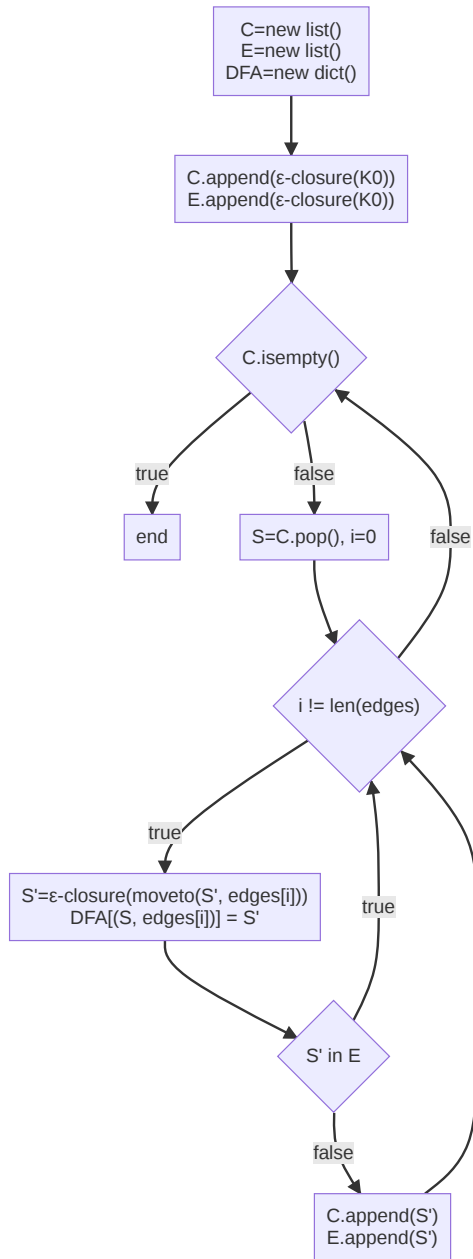 C=new list()
E=new list()
DFA=new dict()
C.append(ε-closure(K0))
E.append(ε-closure(K0))
C.isempty()
true
false
end
S=C.pop(), i=0
false
i != len(edges)
true
S'=ε-closure(moveto(S', edges[i]))
DFA[(S, edges[i])] = S'
true
S' in E
false
C.append(S')
E.append(S')